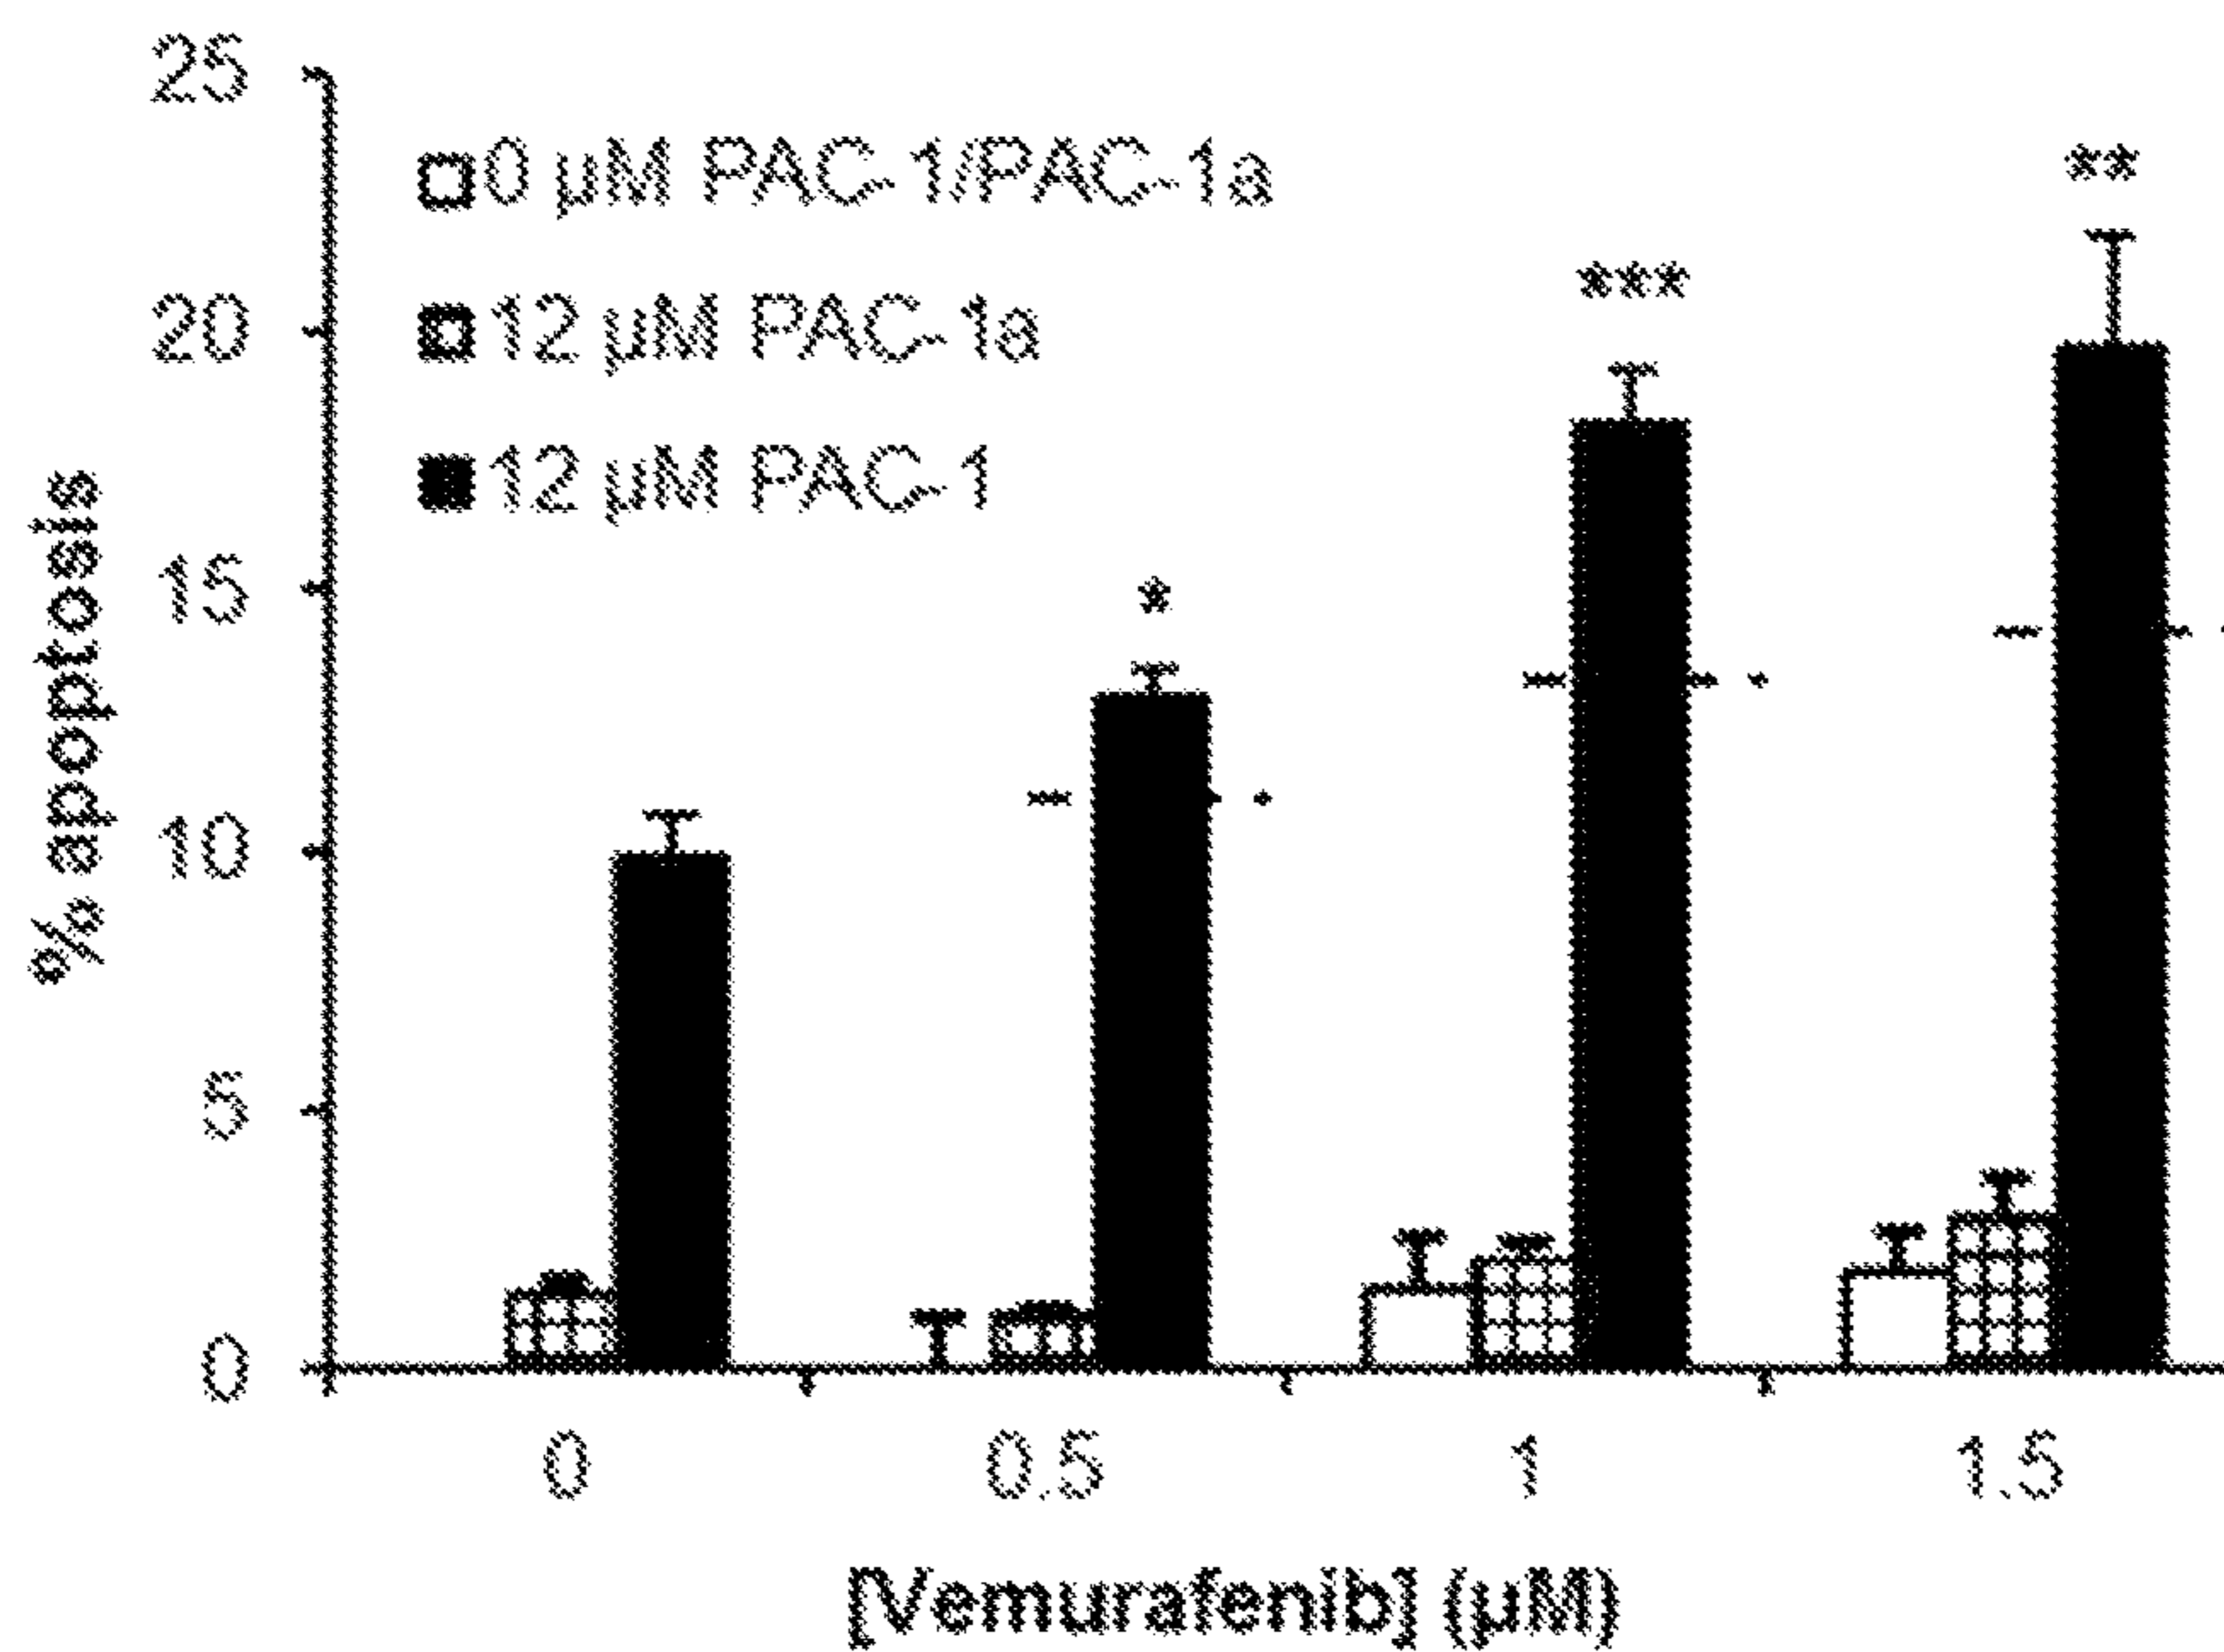 25
20
15
10
5
0
% apoptosis
0 µM PAC-1/PAC-1a
12 µM PAC-1a
12 µM PAC-1
*
***
**
0 0.5 1 1.5
[Vemurafenib] (µM)